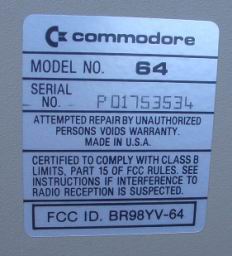 commodore
MODEL NO. 64
SERIAL
NO. P01753534
ATTEMPTED REPAIR BY UNAUTHORIZED
PERSONS VOIDS WARRANTY.
MADE IN U.S.A.
CERTIFIED TO COMPLY WITH CLASS B
LIMITS, PART 15 OF FCC RULES. SEE
INSTRUCTIONS IF INTERFERENCE TO
RADIO RECEPTION IS SUSPECTED.
FCC ID. BR98YV-64